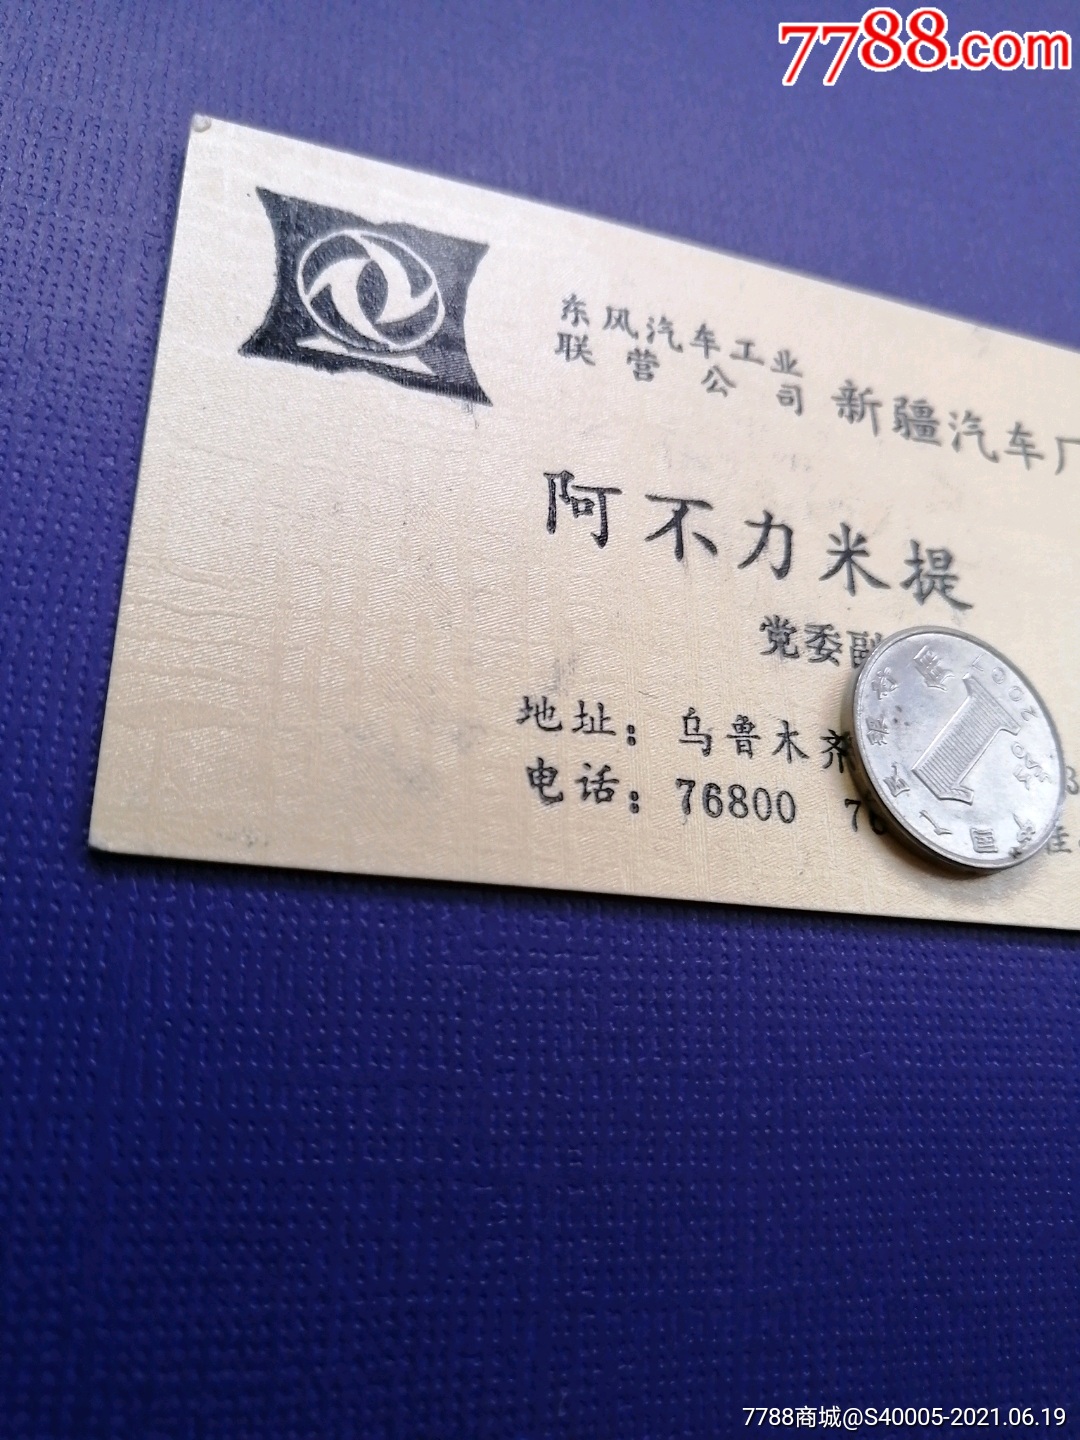 7788.com
东风汽车工业
联营公司 新疆汽车厂
阿不力米提
党委副
地址：乌鲁木齐
电话：76800 76
7788商城@S40005-2021.06.19